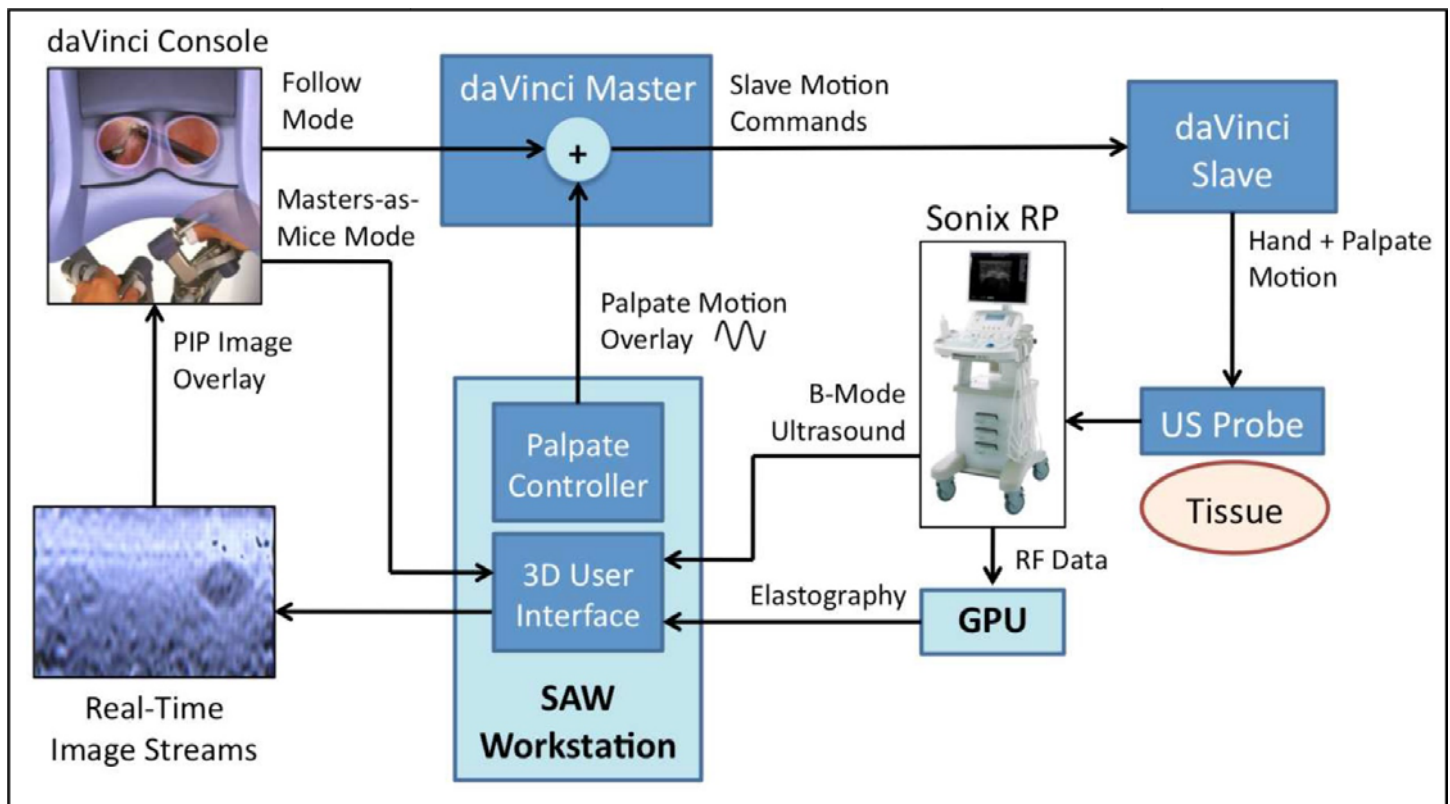 daVinci Console
Follow
Mode
daVinci Master
+
Slave Motion
Commands
daVinci
Slave
Masters-as-
Mice Mode
Sonix RP
Hand + Palpate
Motion
PIP Image
Overlay
Palpate Motion
Overlay
B-Mode
Ultrasound
US Probe
Palpate
Controller
Tissue
3D User
Interface
RF Data
Elastography
GPU
SAW
Workstation
Real-Time
Image Streams